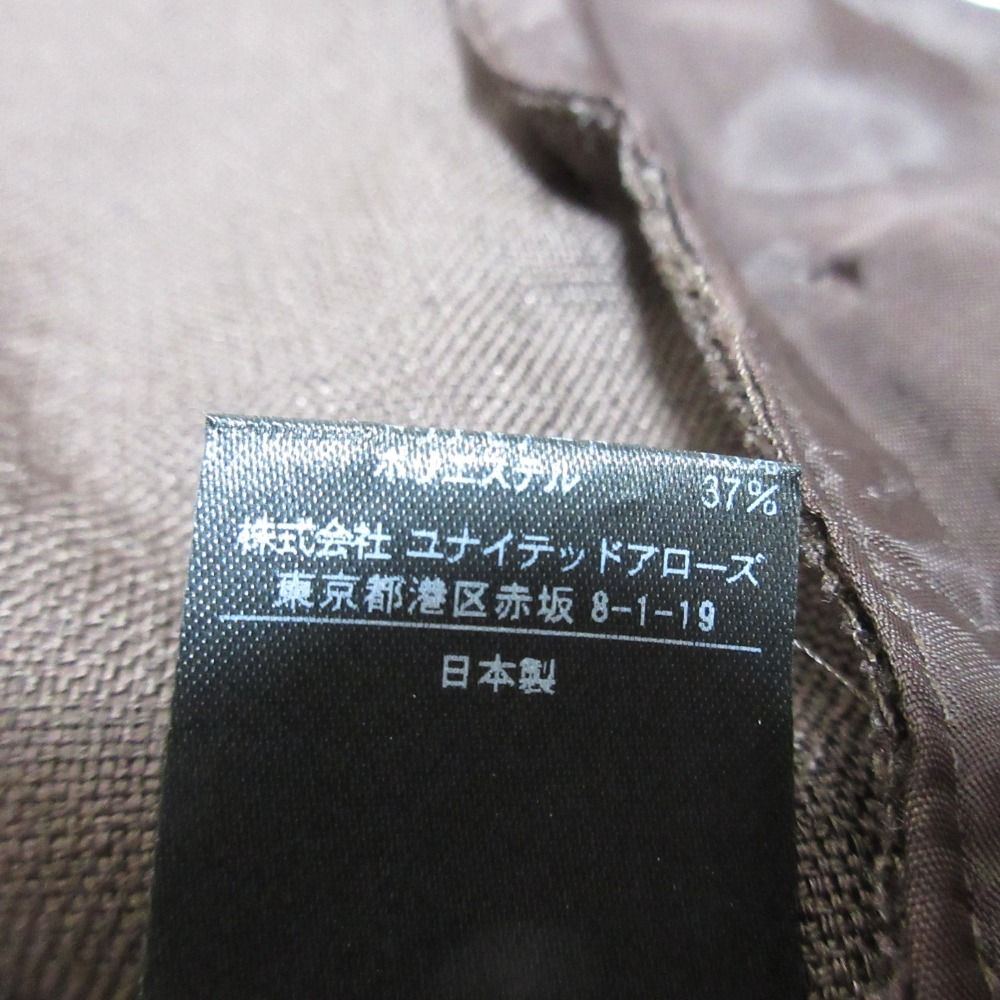 ポリエステル 37%
株式会社 ユナイテッドアローズ
東京都港区赤坂 8-1-19
日本製